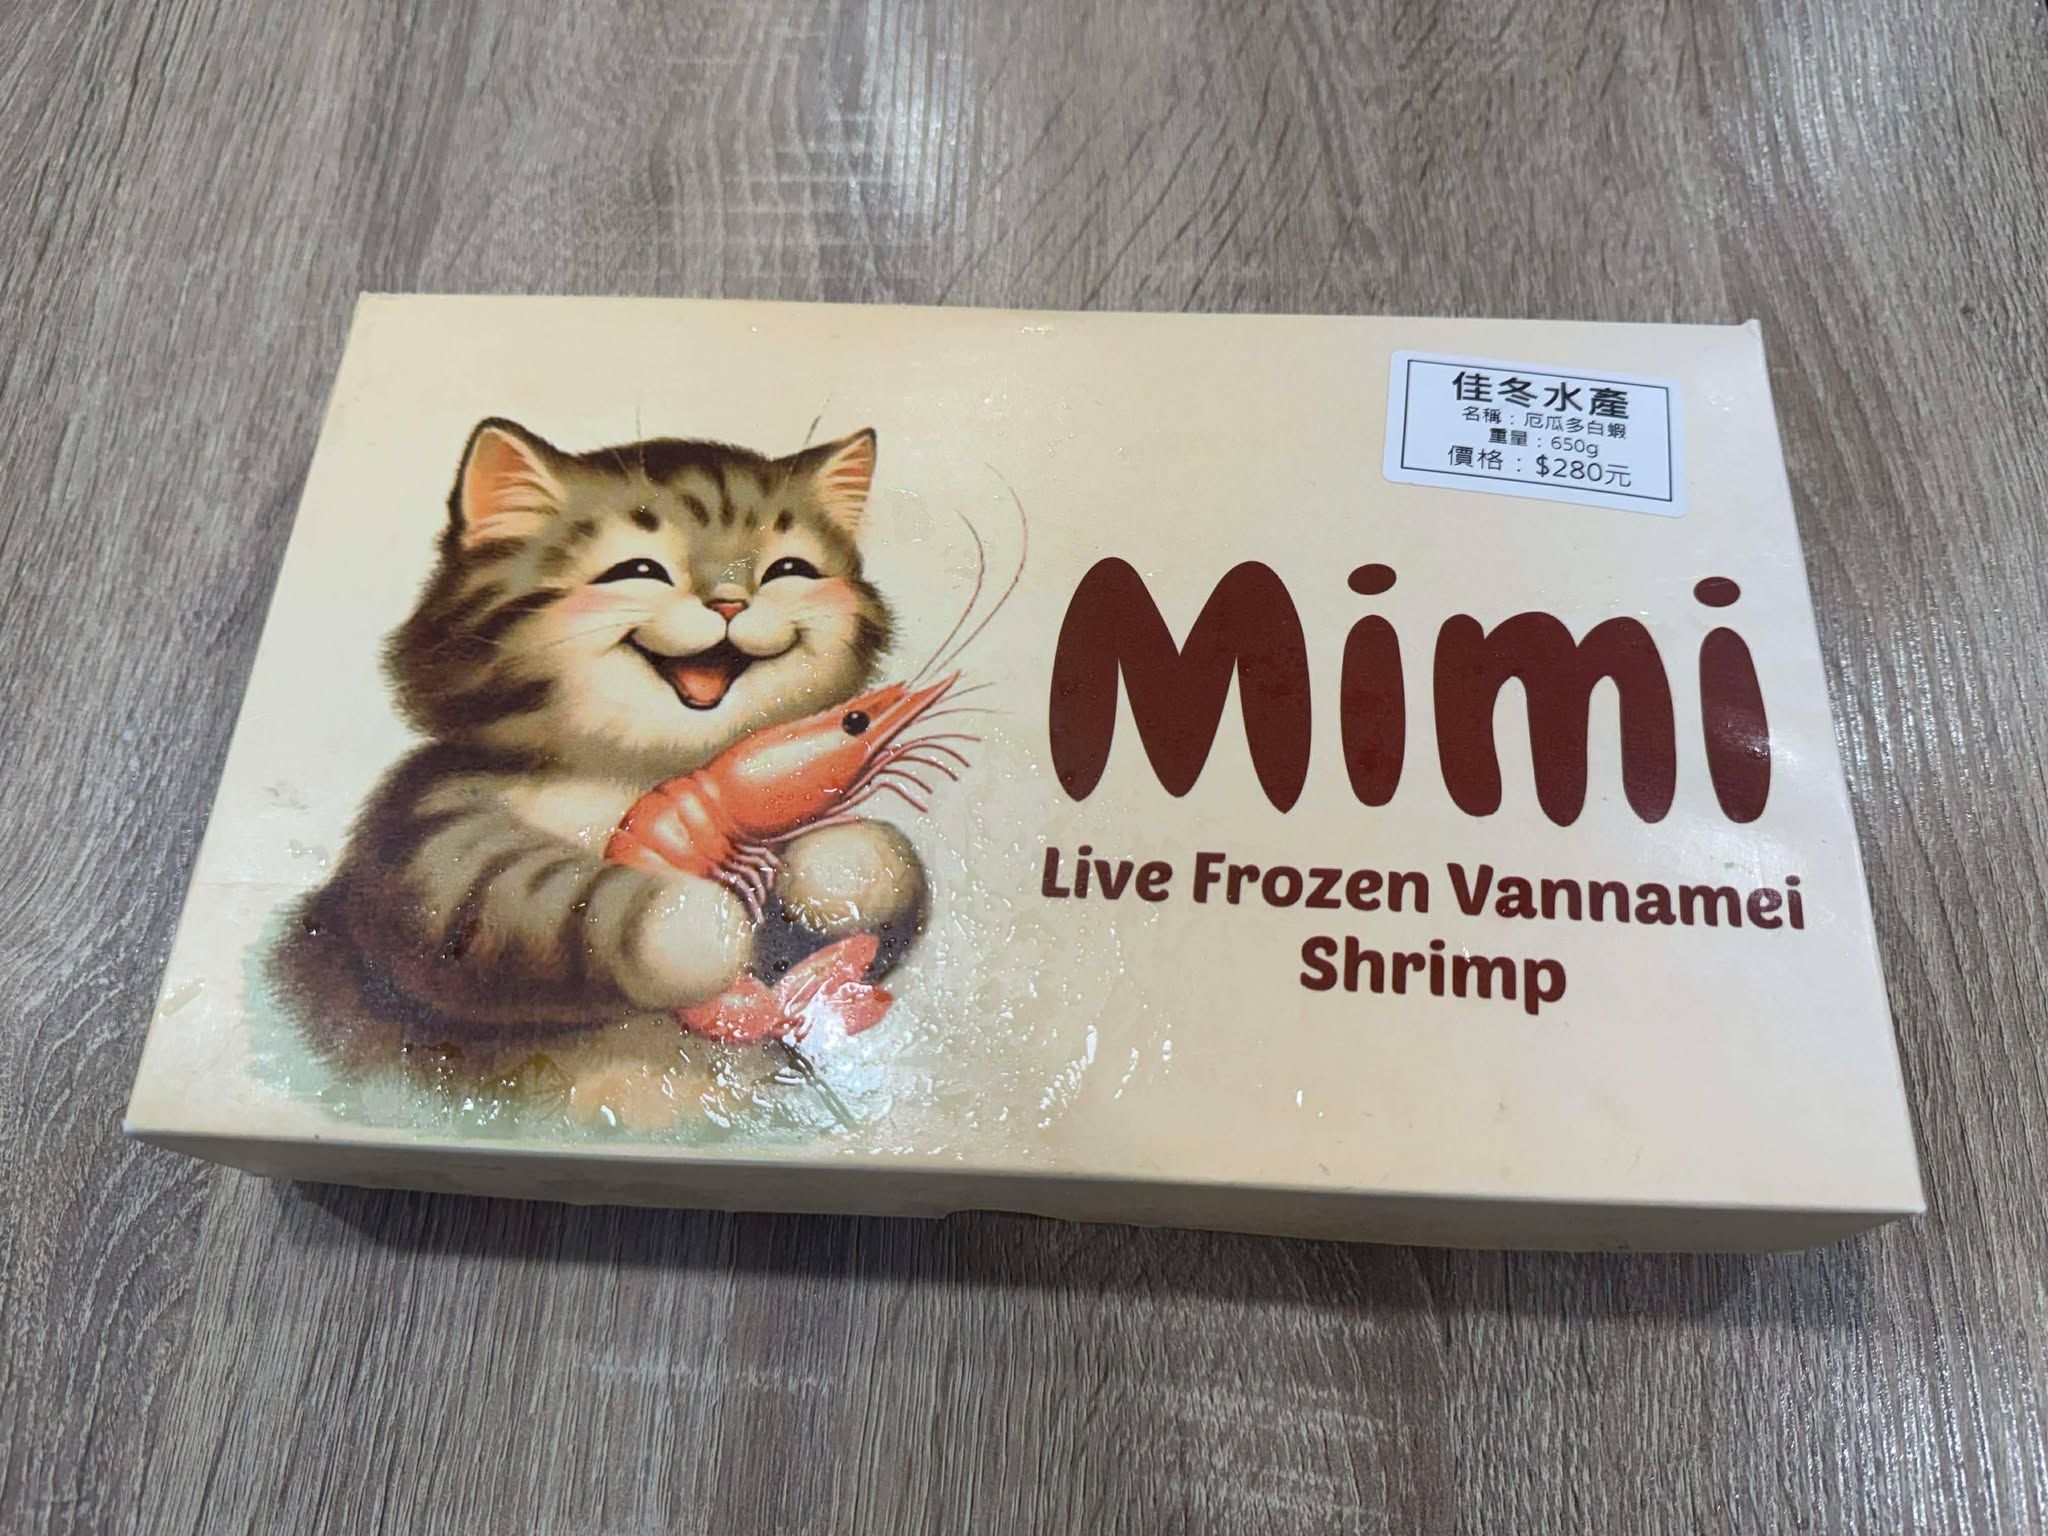 佳冬水產
名稱：厄瓜多白蝦
重量：650g
價格：$280元
Mimi
Live Frozen Vannamei
Shrimp